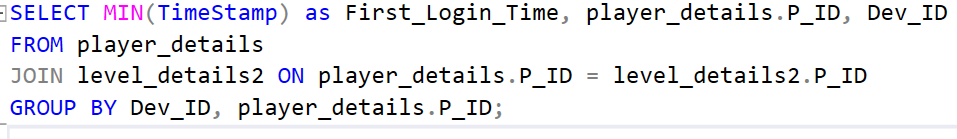 SELECT MIN(TimeStamp) as First_Login_Time, player_details.P_ID, Dev_ID
FROM player_details
JOIN level_details2 ON player_details.P_ID = level_details2.P_ID
GROUP BY Dev_ID, player_details.P_ID;